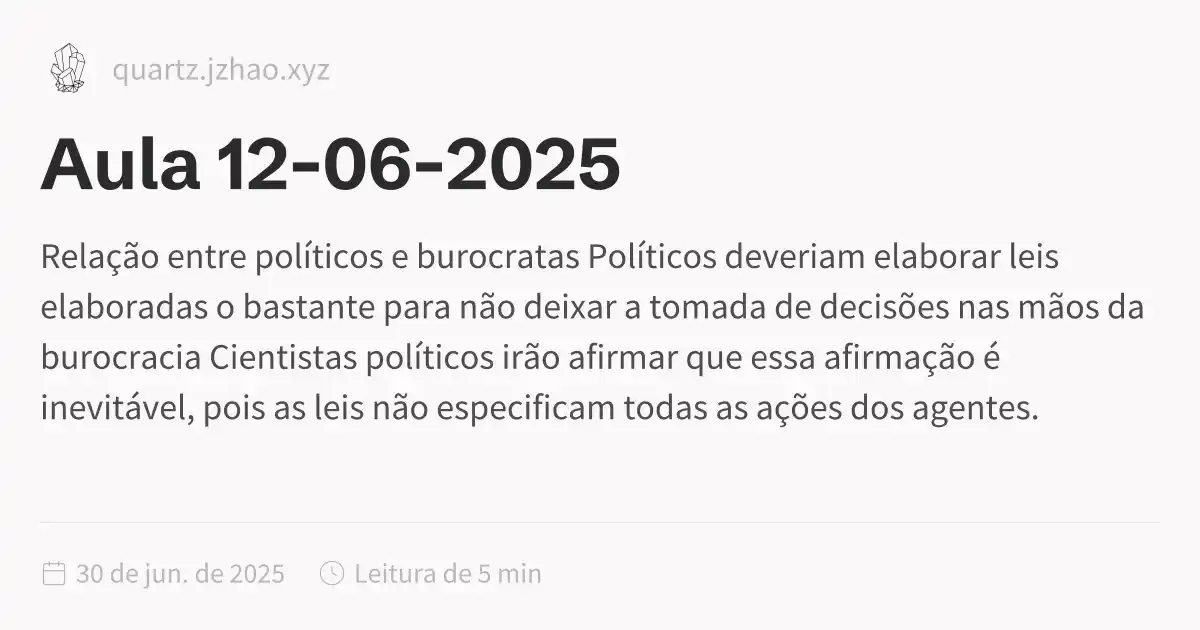 quartz.jzhao.xyz
Aula 12-06-2025
Relação entre políticos e burocratas Políticos deveriam elaborar leis
elaboradas o bastante para não deixar a tomada de decisões nas mãos da
burocracia Cientistas políticos irão afirmar que essa afirmação é
inevitável, pois as leis não especificam todas as ações dos agentes.
30 de jun. de 2025 Leitura de 5 min